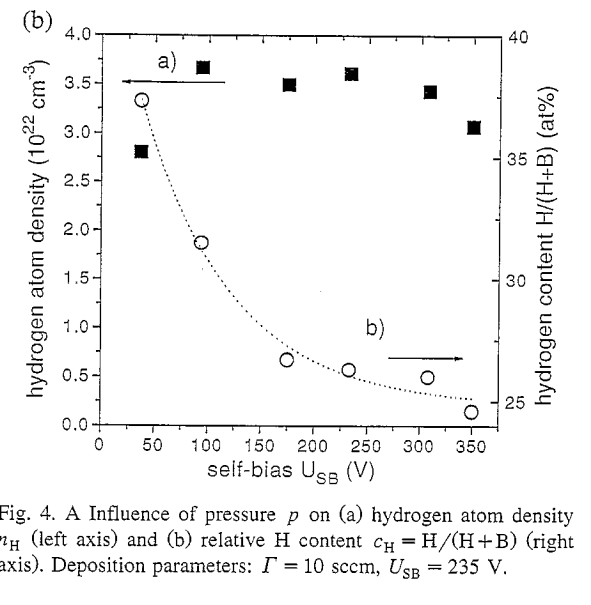 (b)
4.0
3.5
3.0
2.5
2.0
1.5
1.0
0.5
0.0
hydrogen atom density (10^22 cm^-3)
a)
b)
40
35
30
25
hydrogen content H/(H+B) (at%)
0 50 100 150 200 250 300 350
self-bias U_SB (V)
Fig. 4. A Influence of pressure p on (a) hydrogen atom density
n_H (left axis) and (b) relative H content c_H = H/(H+B) (right
axis). Deposition parameters: Γ = 10 sccm, U_SB = 235 V.